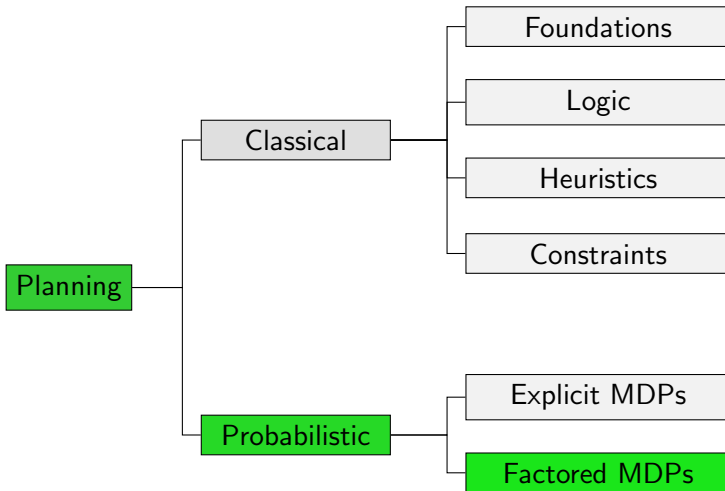 Foundations
Logic
Classical
Heuristics
Constraints
Planning
Explicit MDPs
Probabilistic
Factored MDPs